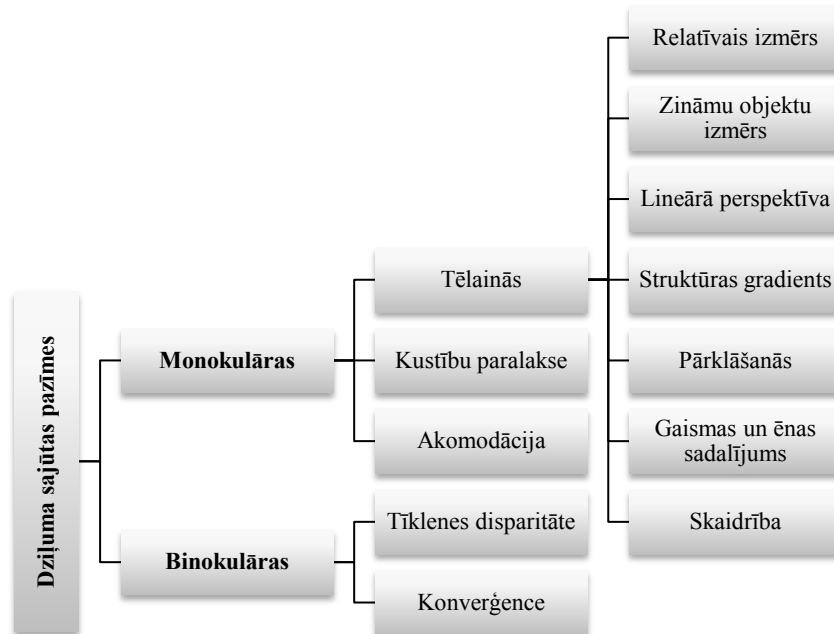 Dziļuma sajūtas pazīmes
Monokulāras
Tēlainās
Relatīvais izmērs
Zināmu objektu
izmērs
Lineārā perspektīva
Struktūras gradients
Pārklāšanās
Gaismas un ēnas
sadalījums
Skaidrība
Kustību paralakse
Akomodācija
Binokulāras
Tīklenes disparitāte
Konverģence